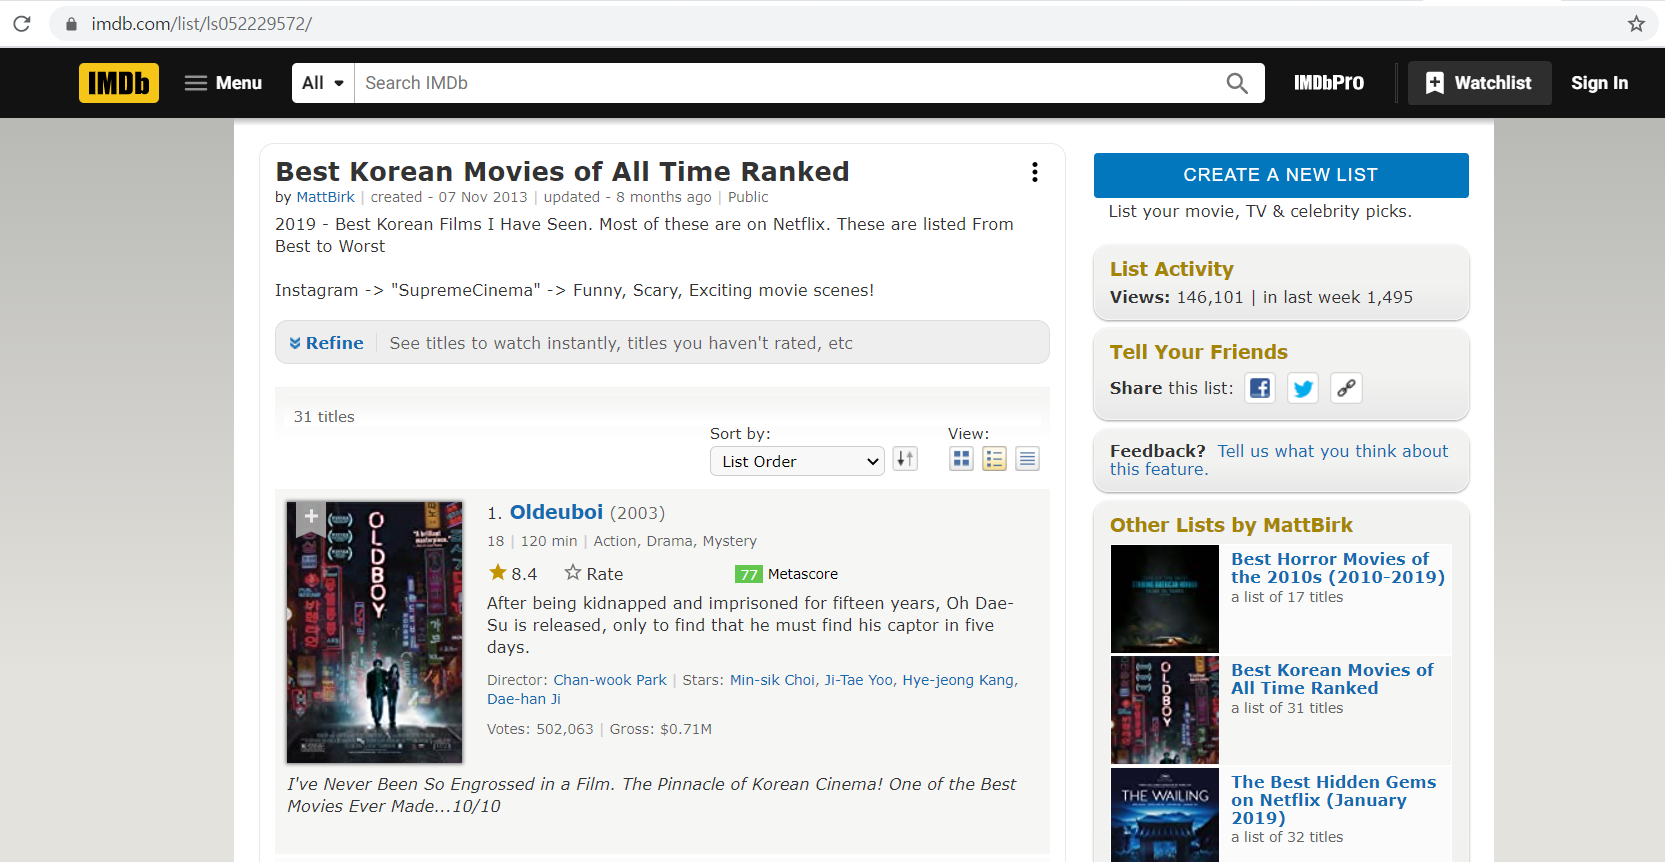 imdb.com/list/ls052229572/
IMDb
Menu
All
Search IMDb
IMDbPro
Watchlist
Sign In
Best Korean Movies of All Time Ranked
by MattBirk | created - 07 Nov 2013 | updated - 8 months ago | Public
2019 - Best Korean Films I Have Seen. Most of these are on Netflix. These are listed From
Best to Worst
Instagram -> "SupremeCinema" -> Funny, Scary, Exciting movie scenes!
Refine
See titles to watch instantly, titles you haven't rated, etc
31 titles
Sort by:
List Order
View:
OLDBOY
1. Oldeuboi (2003)
18 | 120 min | Action, Drama, Mystery
8.4
Rate
77 Metascore
After being kidnapped and imprisoned for fifteen years, Oh Dae-
Su is released, only to find that he must find his captor in five
days.
Director: Chan-wook Park | Stars: Min-sik Choi, Ji-Tae Yoo, Hye-jeong Kang,
Dae-han Ji
Votes: 502,063 | Gross: $0.71M
I've Never Been So Engrossed in a Film. The Pinnacle of Korean Cinema! One of the Best
Movies Ever Made...10/10
CREATE A NEW LIST
List your movie, TV & celebrity picks.
List Activity
Views: 146,101 | in last week 1,495
Tell Your Friends
Share this list:
Feedback? Tell us what you think about
this feature.
Other Lists by MattBirk
Best Horror Movies of
the 2010s (2010-2019)
a list of 17 titles
OLDBOY
Best Korean Movies of
All Time Ranked
a list of 31 titles
THE WAILING
The Best Hidden Gems
on Netflix (January
2019)
a list of 32 titles